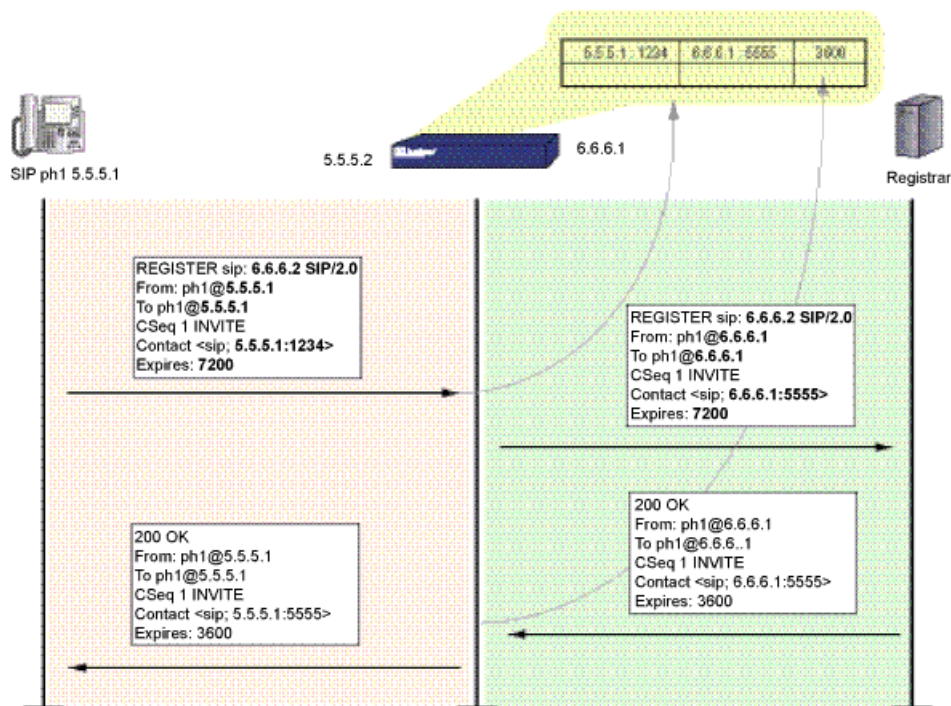 5.5.5.1 : 1234 6.6.6.1 : 5555 3600
5.5.5.2
6.6.6.1
SIP ph1 5.5.5.1
Registrar
REGISTER sip: 6.6.6.2 SIP/2.0
From: ph1@5.5.5.1
To ph1@5.5.5.1
CSeq 1 INVITE
Contact <sip; 5.5.5.1:1234>
Expires: 7200
REGISTER sip: 6.6.6.2 SIP/2.0
From: ph1@6.6.6.1
To ph1@6.6.6.1
CSeq 1 INVITE
Contact <sip; 6.6.6.1:5555>
Expires: 7200
200 OK
From: ph1@6.6.6.1
To ph1@6.6.6..1
CSeq 1 INVITE
Contact <sip; 6.6.6.1:5555>
Expires: 3600
200 OK
From: ph1@5.5.5.1
To ph1@5.5.5.1
CSeq 1 INVITE
Contact <sip; 5.5.5.1:5555>
Expires: 3600